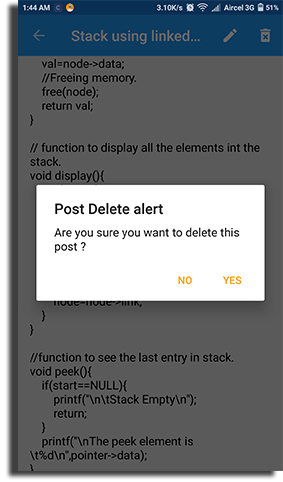 1:44 AM C 3.10K/s Aircel 3G 51%
Stack using linked...
val=node->data;
//Freeing memory.
free(node);
return val;
}
// function to display all the elements int the
stack.
void display(){
Post Delete alert
Are you sure you want to delete this
post ?
NO YES
node=node->link;
}
}
//function to see the last entry in stack.
void peek(){
if(start==NULL){
printf("\n\tStack Empty\n");
return;
}
printf("\nThe peek element is
\t%d\n",pointer->data);
}